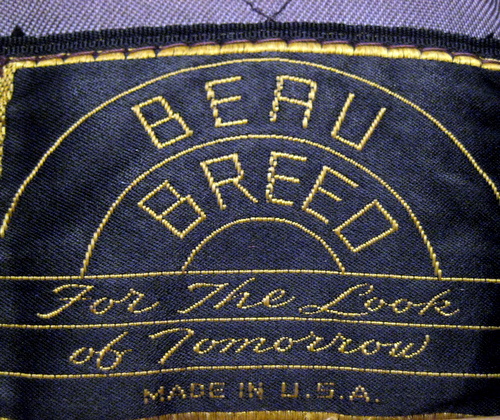 BEAU
BREED
For The Look
of Tomorrow
MADE IN U.S.A.